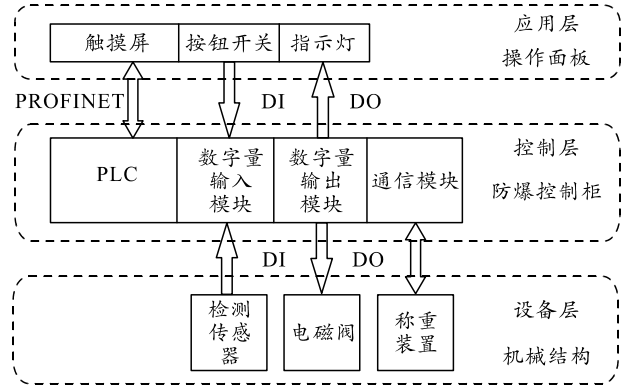 触摸屏 按钮开关 指示灯
应用层
操作面板
PROFINET DI DO
PLC
数字量
输入
模块
数字量
输出
模块
通信模块
控制层
防爆控制柜
DI DO
检测
传感
器
电磁阀
称重
装置
设备层
机械结构